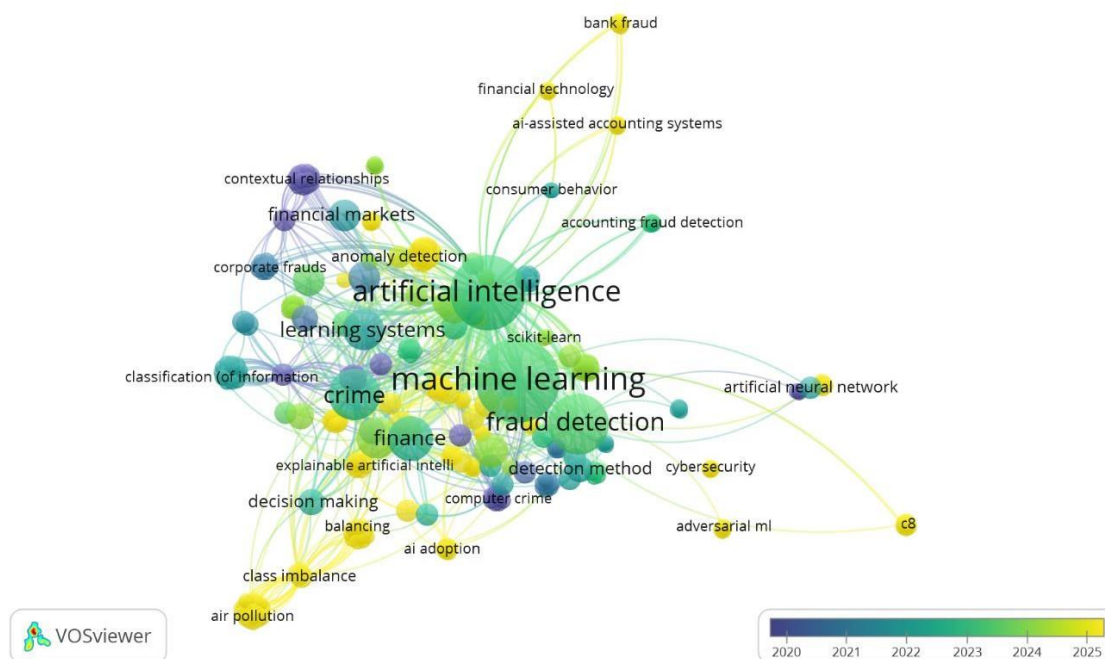 bank fraud
financial technology
ai-assisted accounting systems
contextual relationships
consumer behavior
financial markets
accounting fraud detection
anomaly detection
corporate frauds
artificial intelligence
learning systems
scikit-learn
classification (of information
machine learning
artificial neural network
crime
fraud detection
finance
explainable artificial intelli
detection method
cybersecurity
decision making
computer crime
balancing
adversarial ml
c8
ai adoption
class imbalance
air pollution
VOSviewer
2020 2021 2022 2023 2024 2025